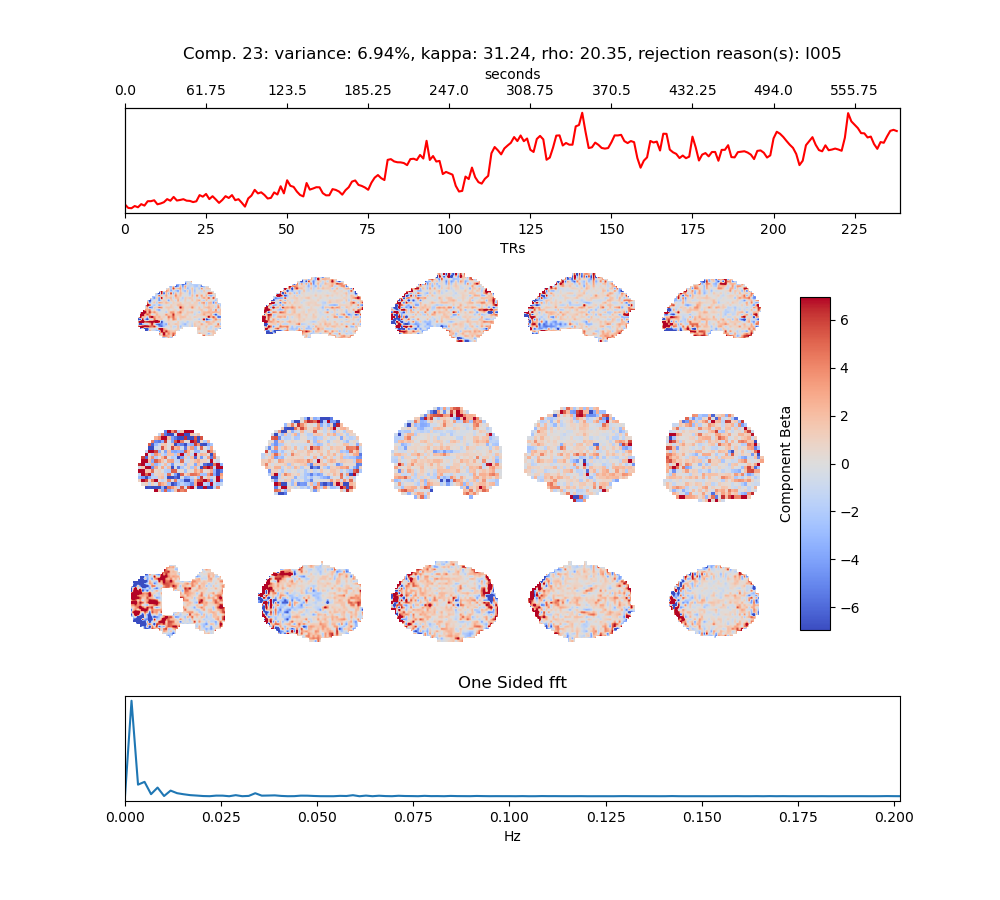 Comp. 23: variance: 6.94%, kappa: 31.24, rho: 20.35, rejection reason(s): I005
seconds
0.0 61.75 123.5 185.25 247.0 308.75 370.5 432.25 494.0 555.75
0 25 50 75 100 125 150 175 200 225
TRs
6
4
2
0
−2
−4
−6
Component Beta
One Sided fft
0.000 0.025 0.050 0.075 0.100 0.125 0.150 0.175 0.200
Hz